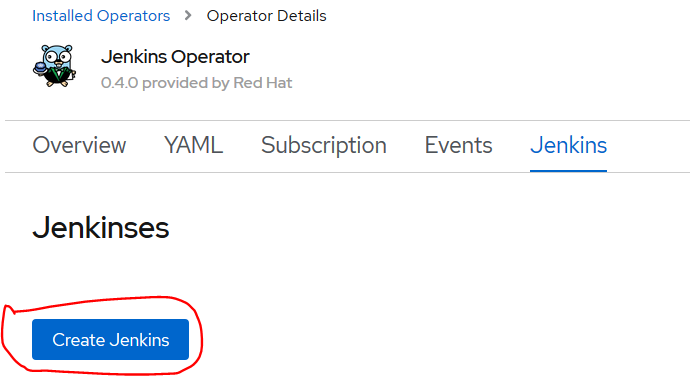 Installed Operators > Operator Details
Jenkins Operator
0.4.0 provided by Red Hat
Overview YAML Subscription Events Jenkins
Jenkinses
Create Jenkins